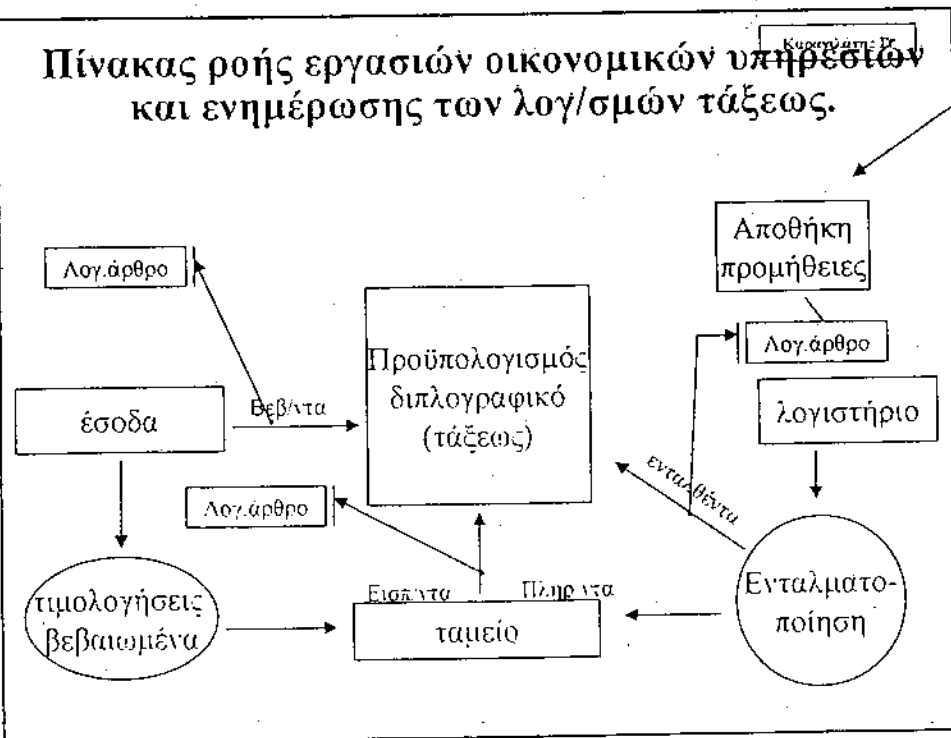 Πίνακας ροής εργασιών οικονομικών υπηρεσιών
και ενημέρωσης των λογ/σμών τάξεως.
Αποθήκη
προμήθειες
Λογ.άρθρο
Λογ.άρθρο
Προϋπολογισμός
διπλογραφικό
(τάξεως)
έσοδα
Βεβ/ντα
λογιστήριο
ενταλθέντα
Λογ.άρθρο
τιμολογήσεις
βεβαιωμένα
Εισπ/ντα
Πληρ/ντα
ταμείο
Ενταλματο-
ποίηση